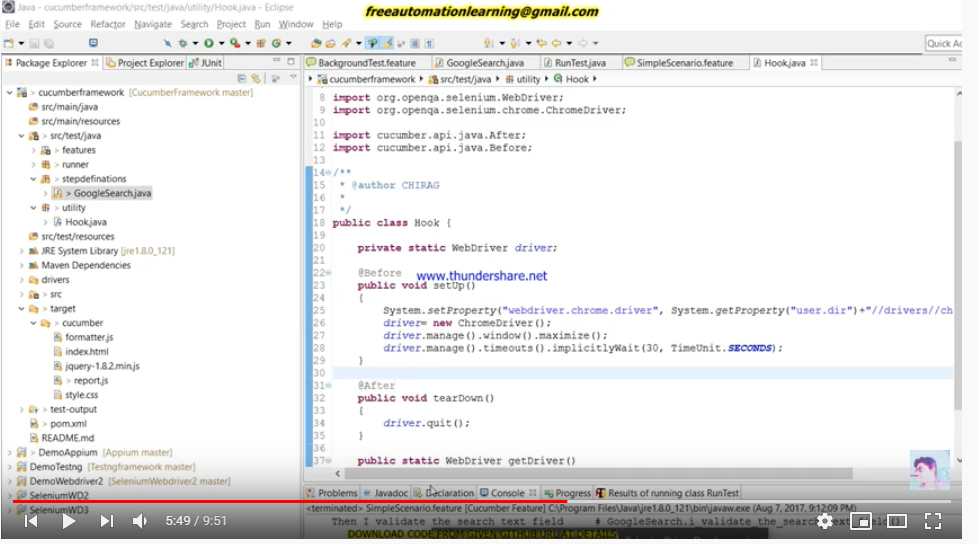 Java - cucumberframework/src/test/java/utility/Hook.java - Eclipse
freeautomationlearning@gmail.com
File Edit Source Refactor Navigate Search Project Run Window Help
Quick Ac
Package Explorer Project Explorer JUnit
BackgroundTest.feature GoogleSearch.java RunTest.java SimpleScenario.feature Hook.java
cucumberframework src/test/java utility Hook
> cucumberframework [CucumberFramework master]
src/main/java
src/main/resources
> src/test/java
> features
> runner
> stepdefinations
> GoogleSearch.java
> utility
Hook.java
src/test/resources
JRE System Library [jre1.8.0_121]
Maven Dependencies
drivers
> src
> target
> cucumber
formatter.js
index.html
jquery-1.8.2.min.js
> report.js
style.css
> test-output
> pom.xml
README.md
> DemoAppium [Appium master]
DemoTestng [Testngframework master]
DemoWebdriver2 [SeleniumWebdriver2 master]
SeleniumWD2
SeleniumWD3
8 import org.openqa.selenium.WebDriver;
9 import org.openqa.selenium.chrome.ChromeDriver;
10
11 import cucumber.api.java.After;
12 import cucumber.api.java.Before;
13
14 /**
15 * @author CHIRAG
16 *
17 */
18 public class Hook {
19
20 private static WebDriver driver;
21
22 @Before
www.thundershare.net
23 public void setUp()
24 {
25 System.setProperty("webdriver.chrome.driver", System.getProperty("user.dir")+"//drivers//ch
26 driver= new ChromeDriver();
27 driver.manage().window().maximize();
28 driver.manage().timeouts().implicitlyWait(30, TimeUnit.SECONDS);
29 }
30
31 @After
32 public void tearDown()
33 {
34 driver.quit();
35 }
36
37 public static WebDriver getDriver()
Problems Javadoc Declaration Console Progress Results of running class RunTest
<terminated> SimpleScenario.feature [Cucumber Feature] C:\Program Files\Java\jre1.8.0_121\bin\javaw.exe (Aug 7, 2017, 9:12:09 PM)
Then I validate the search text field # GoogleSearch.i_validate_the_search_text_field()
DOWNLOAD CODE FROM GIVEN GITHUB URL AT DETAILS
5:49 / 9:51